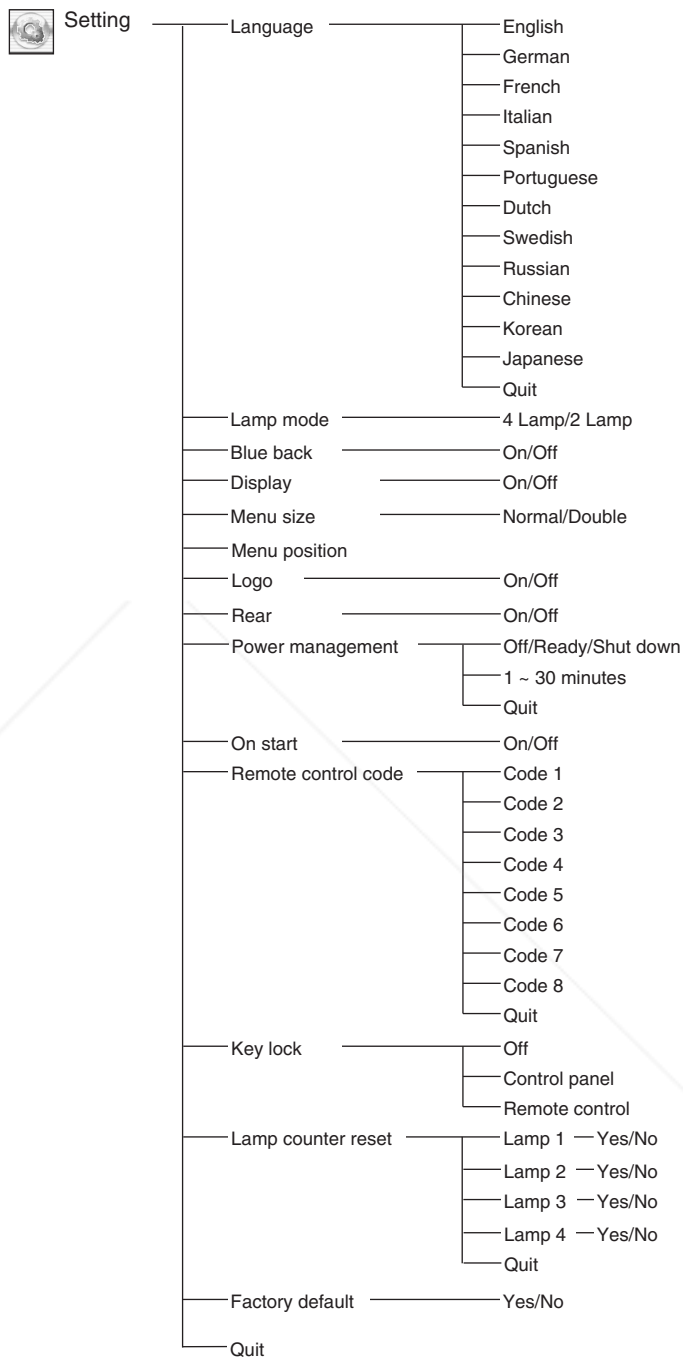 Setting Language English
German
French
Italian
Spanish
Portuguese
Dutch
Swedish
Russian
Chinese
Korean
Japanese
Quit
Lamp mode 4 Lamp/2 Lamp
Blue back On/Off
Display On/Off
Menu size Normal/Double
Menu position
Logo On/Off
Rear On/Off
Power management Off/Ready/Shut down
1 ~ 30 minutes
Quit
On start On/Off
Remote control code Code 1
Code 2
Code 3
Code 4
Code 5
Code 6
Code 7
Code 8
Quit
Key lock Off
Control panel
Remote control
Lamp counter reset Lamp 1 Yes/No
Lamp 2 Yes/No
Lamp 3 Yes/No
Lamp 4 Yes/No
Quit
Factory default Yes/No
Quit